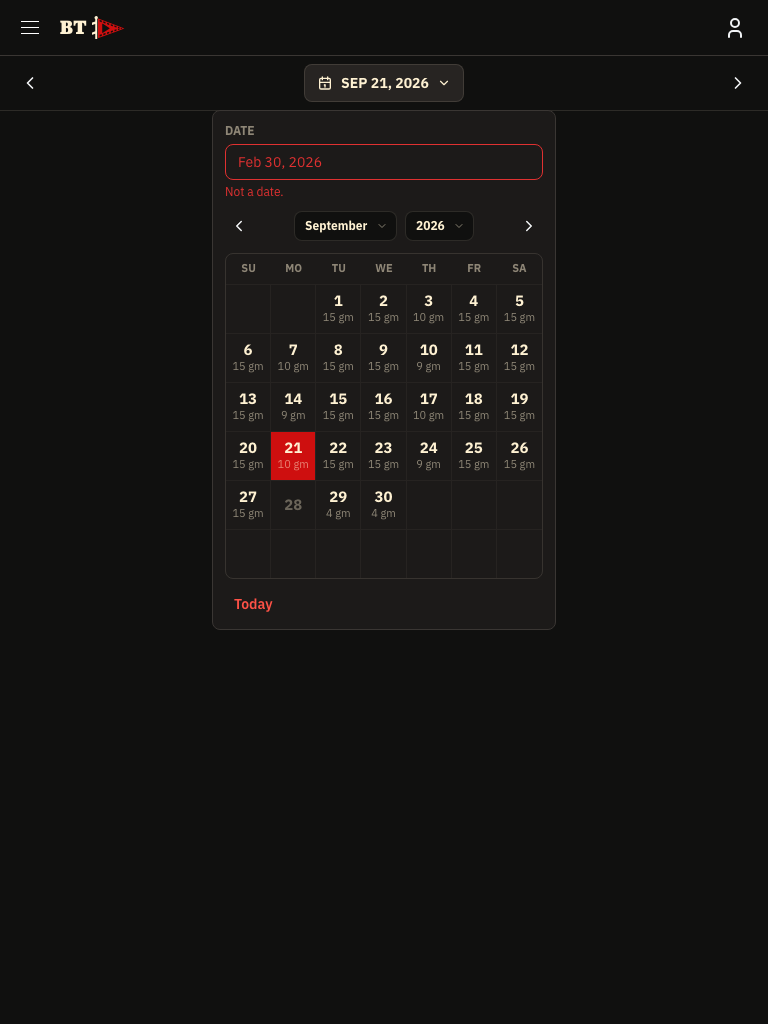 BT
SEP 21, 2026
DATE
Feb 30, 2026
Not a date.
September 2026
SU MO TU WE TH FR SA
1 2 3 4 5
15 gm 15 gm 10 gm 15 gm 15 gm
6 7 8 9 10 11 12
15 gm 10 gm 15 gm 15 gm 9 gm 15 gm 15 gm
13 14 15 16 17 18 19
15 gm 9 gm 15 gm 15 gm 10 gm 15 gm 15 gm
20 21 22 23 24 25 26
15 gm 10 gm 15 gm 15 gm 9 gm 15 gm 15 gm
27 28 29 30
15 gm 4 gm 4 gm
Today